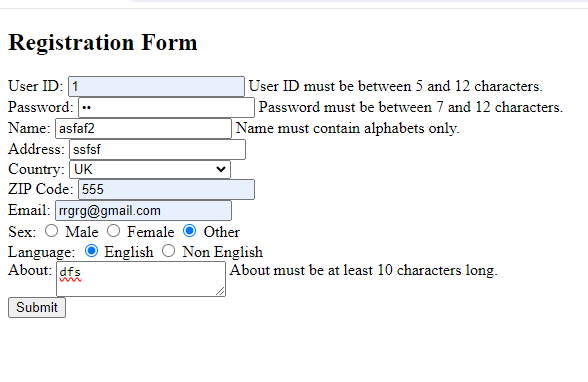 Registration Form
User ID: 1 User ID must be between 5 and 12 characters.
Password: •• Password must be between 7 and 12 characters.
Name: asfaf2 Name must contain alphabets only.
Address: ssfsf
Country: UK
ZIP Code: 555
Email: rrgrg@gmail.com
Sex: Male Female Other
Language: English Non English
About: dfs About must be at least 10 characters long.
Submit